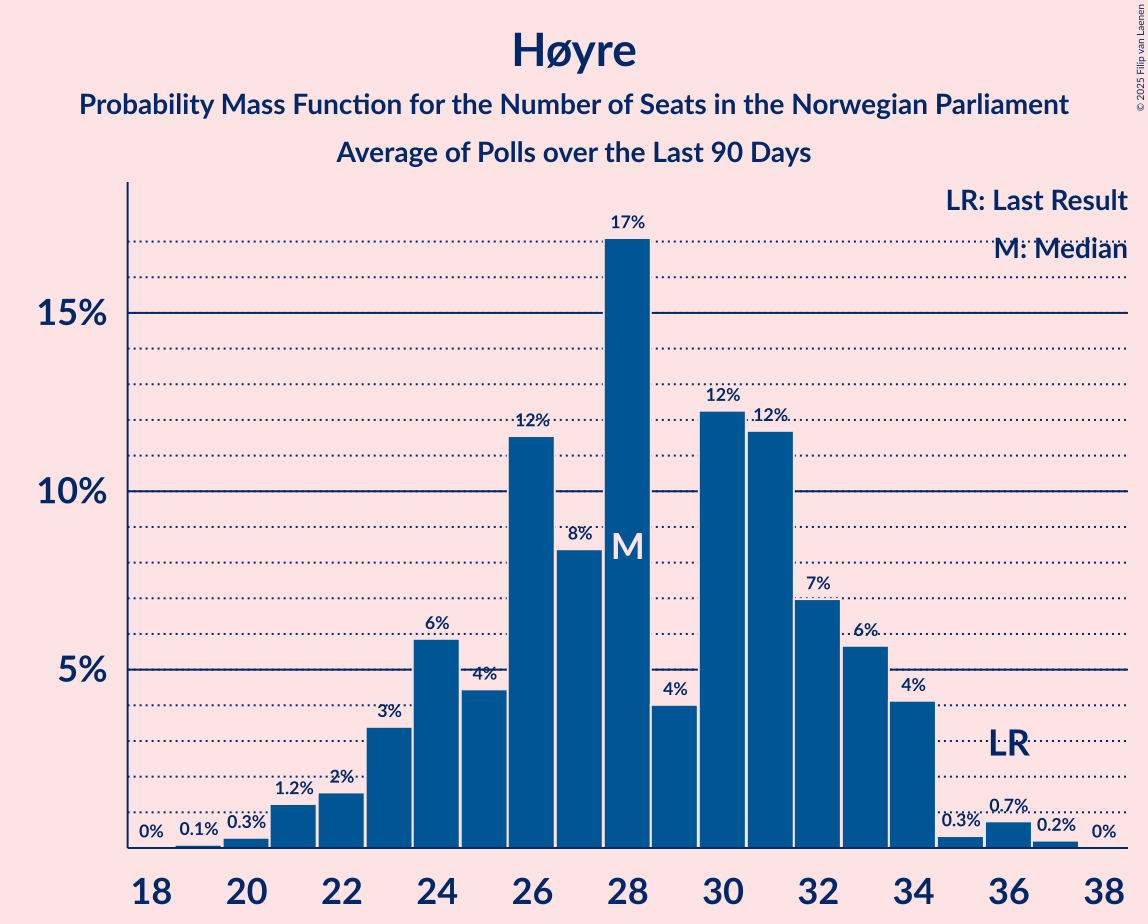 Høyre
Probability Mass Function for the Number of Seats in the Norwegian Parliament
Average of Polls over the Last 90 Days
© 2025 Filip van Laenen
LR: Last Result
M: Median
15%
10%
5%
0%
0.1%
0.3%
1.2%
2%
3%
6%
4%
12%
8%
17%
4%
12%
12%
7%
6%
4%
0.3%
0.7%
0.2%
0%
M
LR
18 20 22 24 26 28 30 32 34 36 38